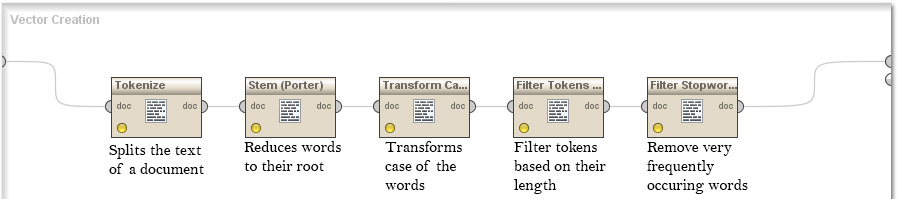 Vector Creation
Tokenize
doc doc
Splits the text
of a document
Stem (Porter)
doc doc
Reduces words
to their root
Transform Ca...
doc doc
Transforms
case of the
words
Filter Tokens ...
doc doc
Filter tokens
based on their
length
Filter Stopwor...
doc doc
Remove very
frequently
occuring words